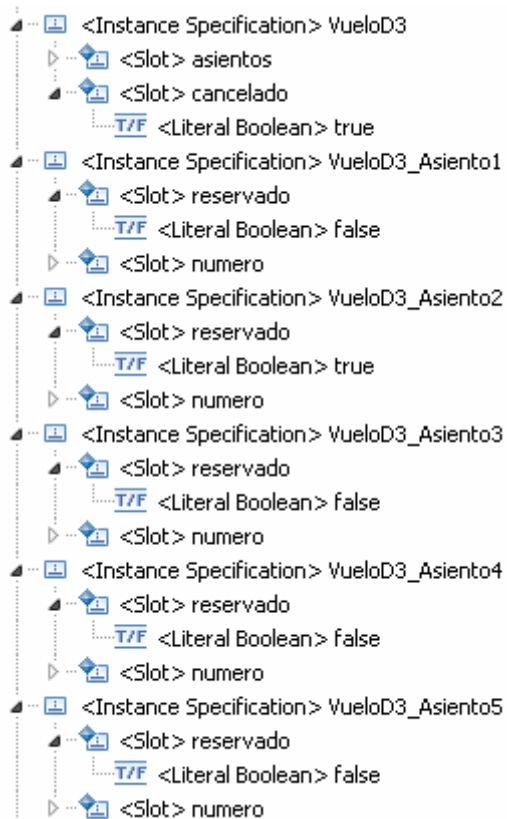 <Instance Specification> VueloD3
<Slot> asientos
<Slot> cancelado
T/F <Literal Boolean> true
<Instance Specification> VueloD3_Asiento1
<Slot> reservado
T/F <Literal Boolean> false
<Slot> numero
<Instance Specification> VueloD3_Asiento2
<Slot> reservado
T/F <Literal Boolean> true
<Slot> numero
<Instance Specification> VueloD3_Asiento3
<Slot> reservado
T/F <Literal Boolean> false
<Slot> numero
<Instance Specification> VueloD3_Asiento4
<Slot> reservado
T/F <Literal Boolean> false
<Slot> numero
<Instance Specification> VueloD3_Asiento5
<Slot> reservado
T/F <Literal Boolean> false
<Slot> numero